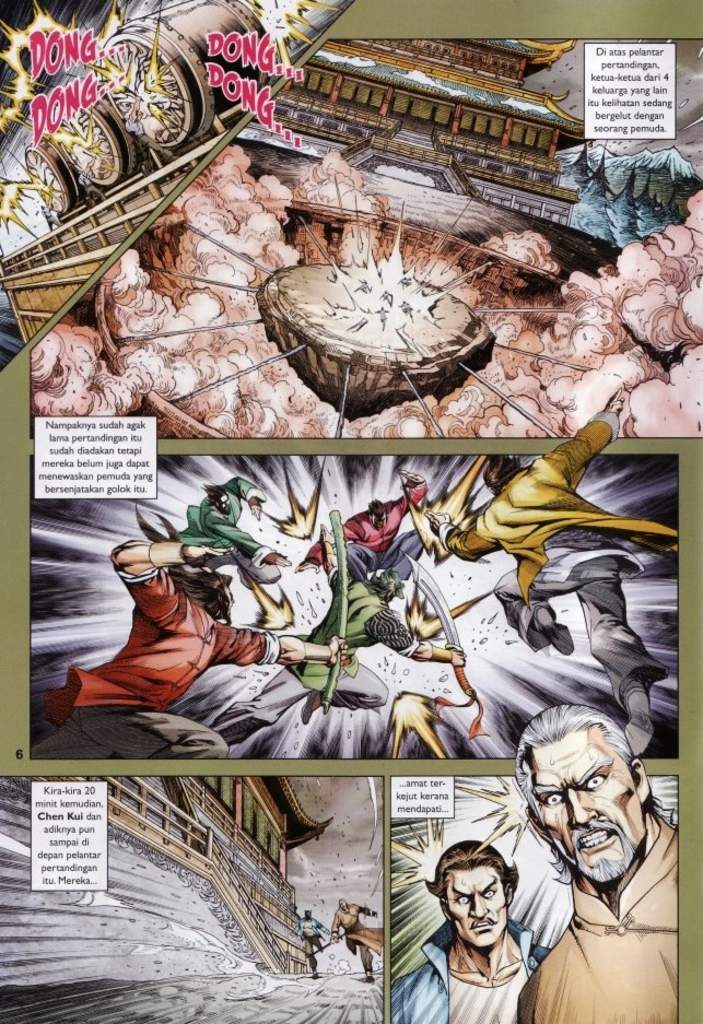 DONG...
DONG...
DONG...
DONG...
Di atas pelantar
pertandingan,
ketua-ketua dari 4
keluarga yang lain
itu kelihatan sedang
bergelut dengan
seorang pemuda.
Nampaknya sudah agak
lama pertandingan itu
sudah diadakan tetapi
mereka belum juga dapat
menewaskan pemuda yang
bersenjatakan golok itu.
6
Kira-kira 20
minit kemudian,
Chen Kui dan
adiknya pun
sampai di
depan pelantar
pertandingan
itu. Mereka...
...amat ter-
kejut kerana
mendapati...